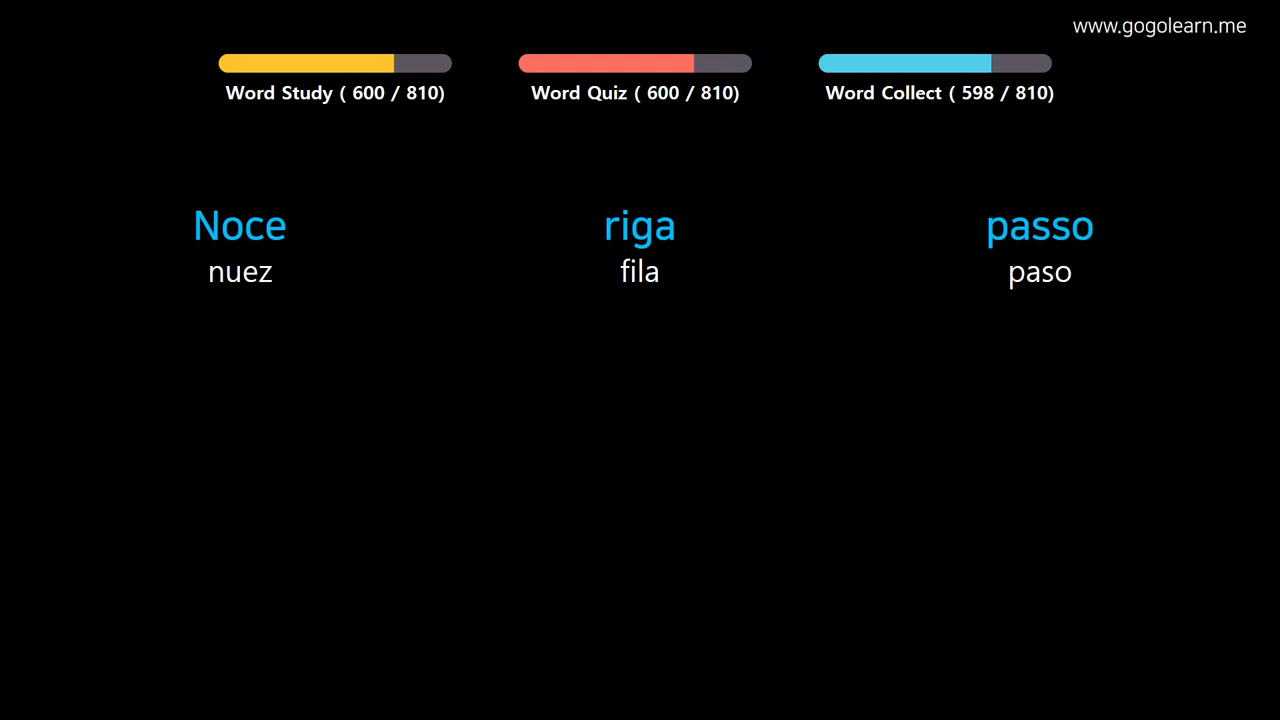 www.gogolearn.me
Word Study ( 600 / 810)
Word Quiz ( 600 / 810)
Word Collect ( 598 / 810)
Noce
nuez
riga
fila
passo
paso